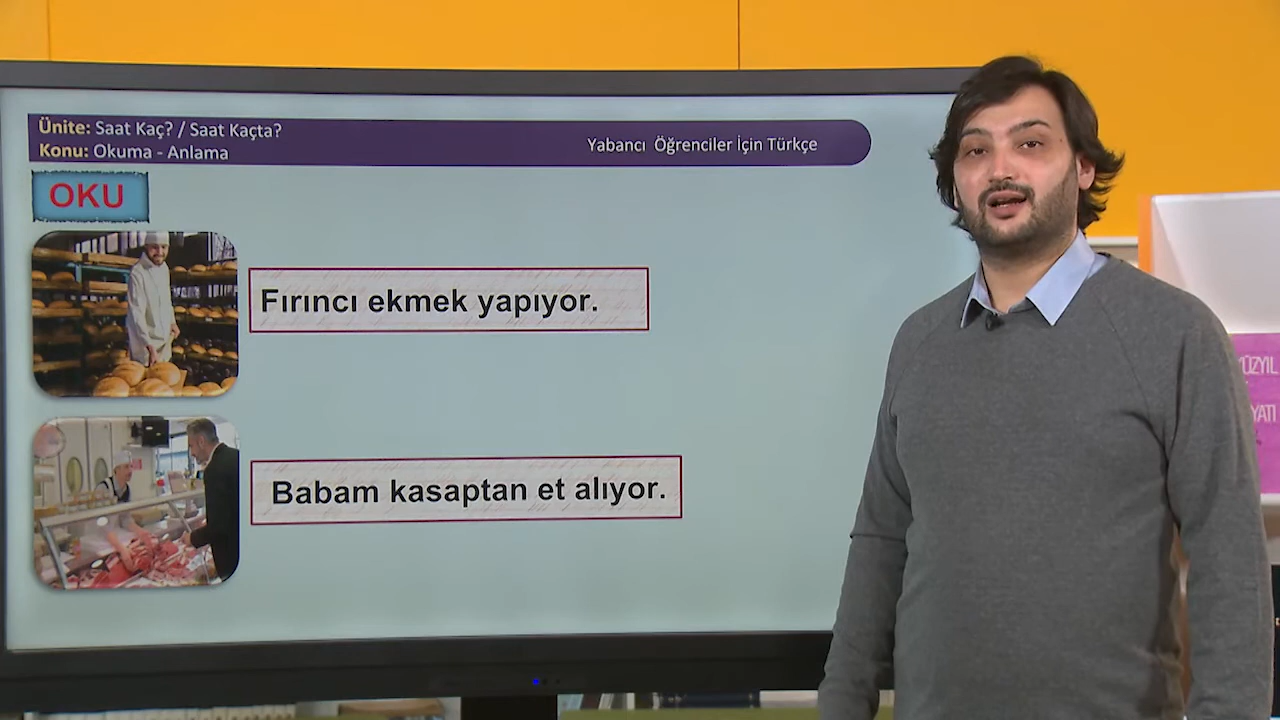 Ünite: Saat Kaç? / Saat Kaçta?
Konu: Okuma - Anlama
Yabancı Öğrenciler İçin Türkçe
OKU
Fırıncı ekmek yapıyor.
Babam kasaptan et alıyor.